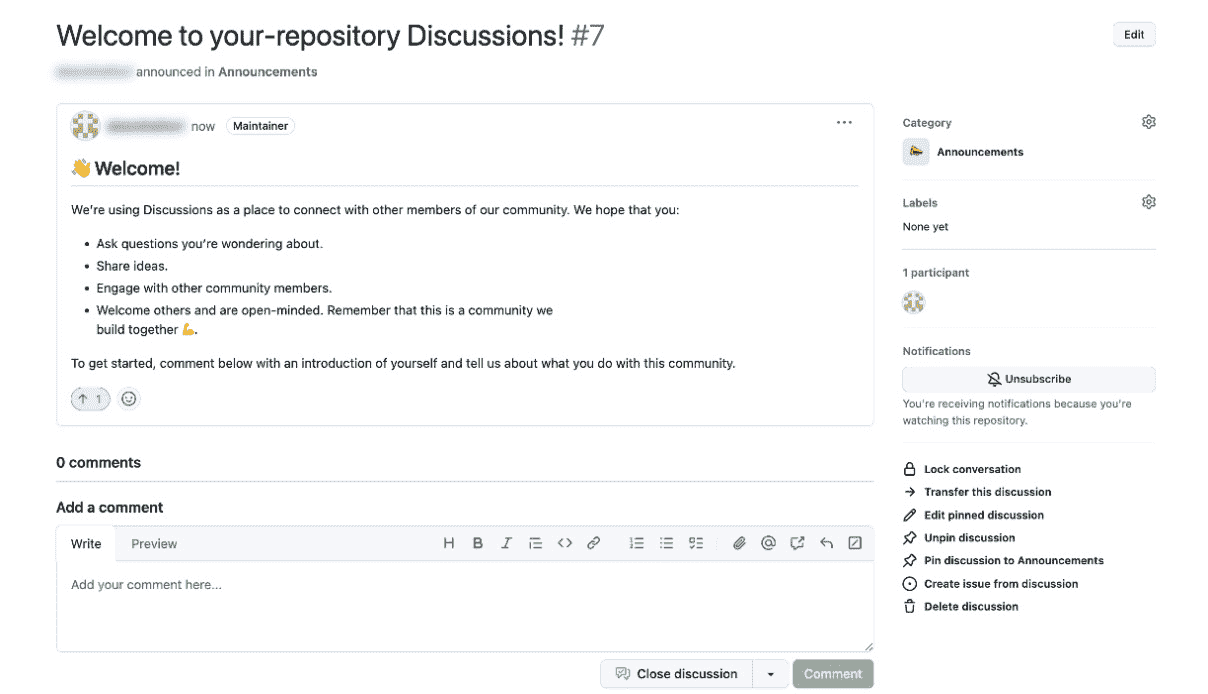 Welcome to your-repository Discussions! #7
Edit
announced in Announcements
now Maintainer
👋 Welcome!
We're using Discussions as a place to connect with other members of our community. We hope that you:
• Ask questions you're wondering about.
• Share ideas.
• Engage with other community members.
• Welcome others and are open-minded. Remember that this is a community we
build together 💪.
To get started, comment below with an introduction of yourself and tell us about what you do with this community.
↑ 1
0 comments
Add a comment
Write Preview
Add your comment here...
Close discussion Comment
Category
Announcements
Labels
None yet
1 participant
Notifications
Unsubscribe
You're receiving notifications because you're
watching this repository.
Lock conversation
Transfer this discussion
Edit pinned discussion
Unpin discussion
Pin discussion to Announcements
Create issue from discussion
Delete discussion